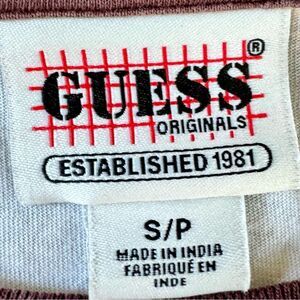 GUESS®
ORIGINALS
ESTABLISHED 1981
S/P
MADE IN INDIA
FABRIQUÉ EN
INDE